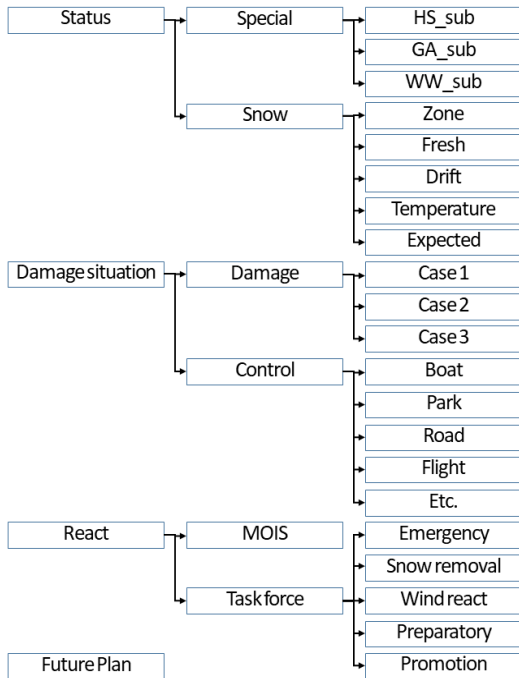 Status
Special
HS_sub
GA_sub
WW_sub
Snow
Zone
Fresh
Drift
Temperature
Expected
Damage situation
Damage
Case 1
Case 2
Case 3
Control
Boat
Park
Road
Flight
Etc.
React
MOIS
Task force
Emergency
Snow removal
Wind react
Preparatory
Promotion
Future Plan